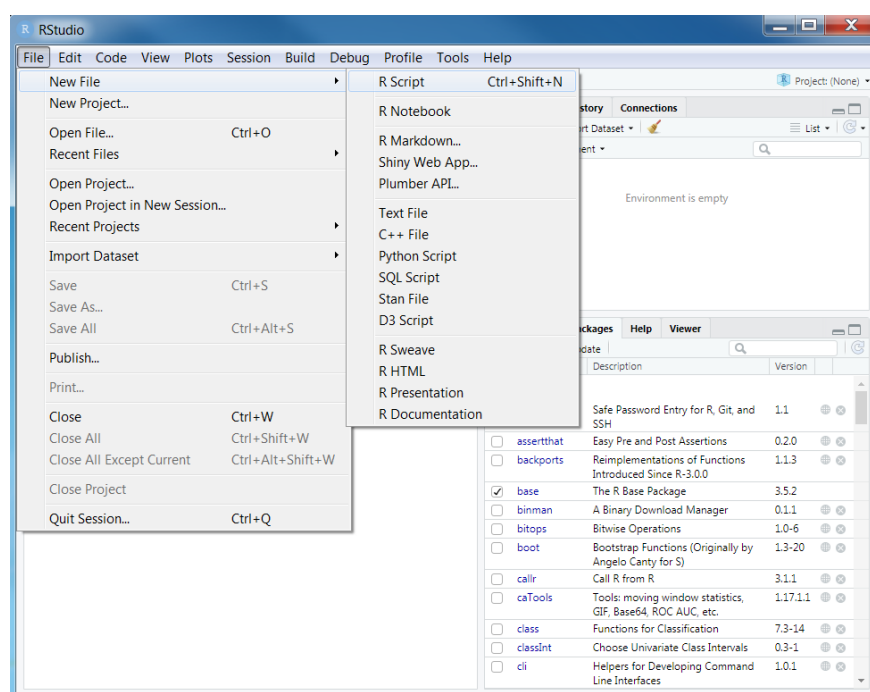 R RStudio
File Edit Code View Plots Session Build Debug Profile Tools Help
New File
New Project...
Open File... Ctrl+O
Recent Files
Open Project...
Open Project in New Session...
Recent Projects
Import Dataset
Save Ctrl+S
Save As...
Save All Ctrl+Alt+S
Publish...
Print...
Close Ctrl+W
Close All Ctrl+Shift+W
Close All Except Current Ctrl+Alt+Shift+W
Close Project
Quit Session... Ctrl+Q
R Script Ctrl+Shift+N
R Notebook
R Markdown...
Shiny Web App...
Plumber API...
Text File
C++ File
Python Script
SQL Script
Stan File
D3 Script
R Sweave
R HTML
R Presentation
R Documentation
R Project: (None)
story Connections
rt Dataset List
ent
Environment is empty
ckages Help Viewer
date
Description Version
Safe Password Entry for R, Git, and 1.1
SSH
assertthat Easy Pre and Post Assertions 0.2.0
backports Reimplementations of Functions 1.1.3
Introduced Since R-3.0.0
base The R Base Package 3.5.2
binman A Binary Download Manager 0.1.1
bitops Bitwise Operations 1.0-6
boot Bootstrap Functions (Originally by 1.3-20
Angelo Canty for S)
callr Call R from R 3.1.1
caTools Tools: moving window statistics, 1.17.1.1
GIF, Base64, ROC AUC, etc.
class Functions for Classification 7.3-14
classInt Choose Univariate Class Intervals 0.3-1
cli Helpers for Developing Command 1.0.1
Line Interfaces